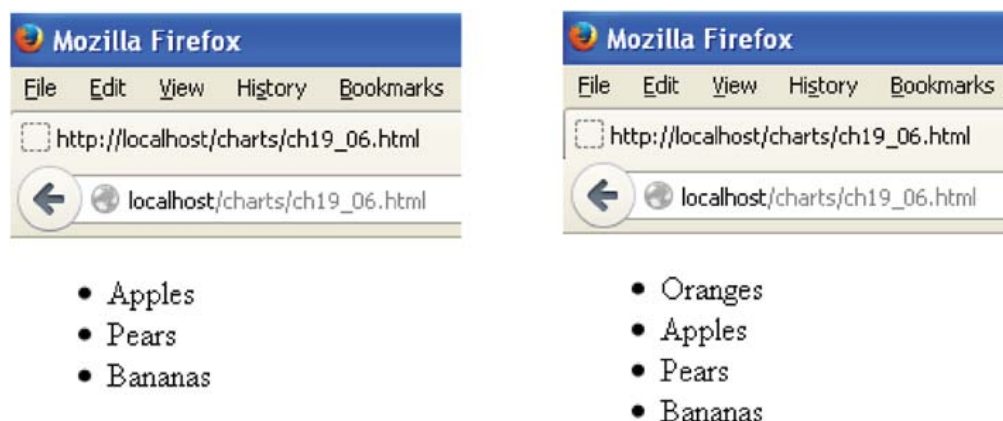 Mozilla Firefox
File Edit View History Bookmarks
http://localhost/charts/ch19_06.html
localhost/charts/ch19_06.html
• Apples
• Pears
• Bananas
Mozilla Firefox
File Edit View History Bookmarks
http://localhost/charts/ch19_06.html
localhost/charts/ch19_06.html
• Oranges
• Apples
• Pears
• Bananas